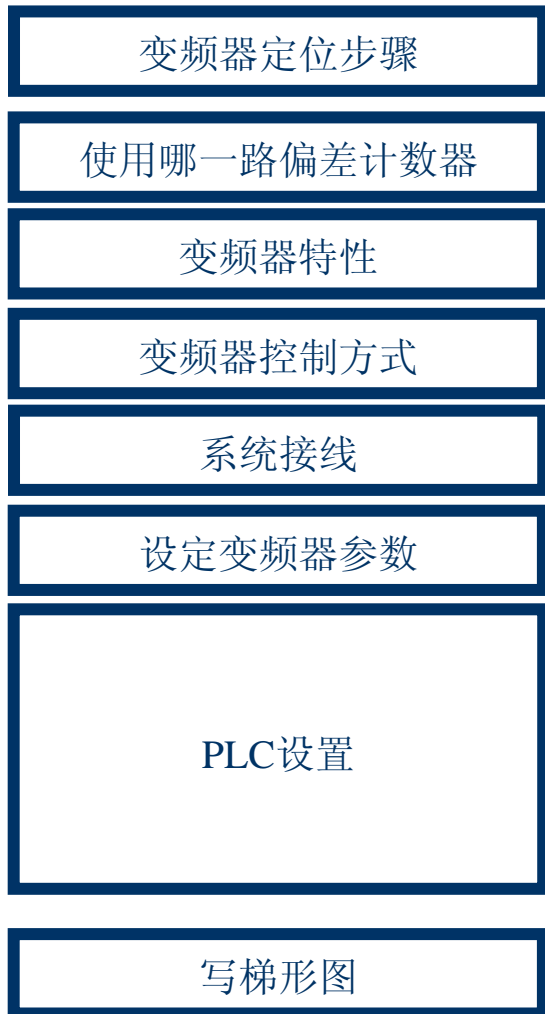 变频器定位步骤
使用哪一路偏差计数器
变频器特性
变频器控制方式
系统接线
设定变频器参数
PLC设置
写梯形图